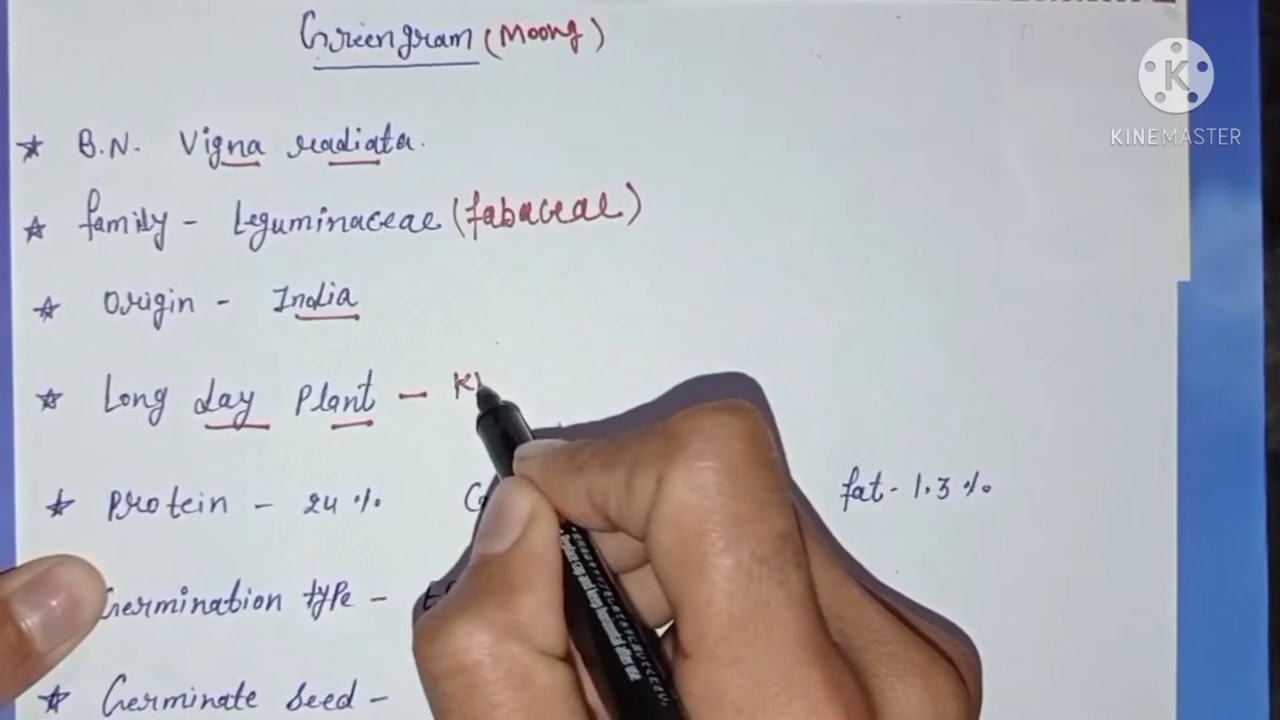 Greengram (Moong)
KINEMASTER
B.N. Vigna radiata.
family - Leguminaceae (fabaceae)
Origin - India
Long day Plant -
Protein - 24 % fat - 1.3 %
Germination type -
Germinate seed -